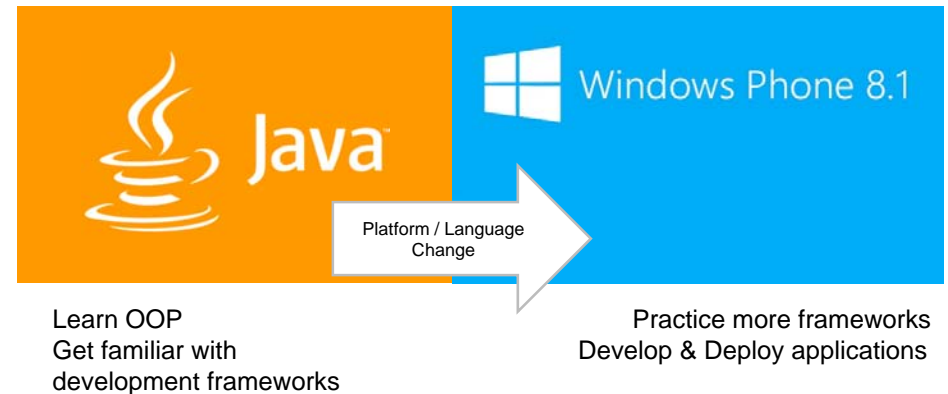 Java™
Windows Phone 8.1
Platform / Language
Change
Learn OOP
Get familiar with
development frameworks
Practice more frameworks
Develop & Deploy applications